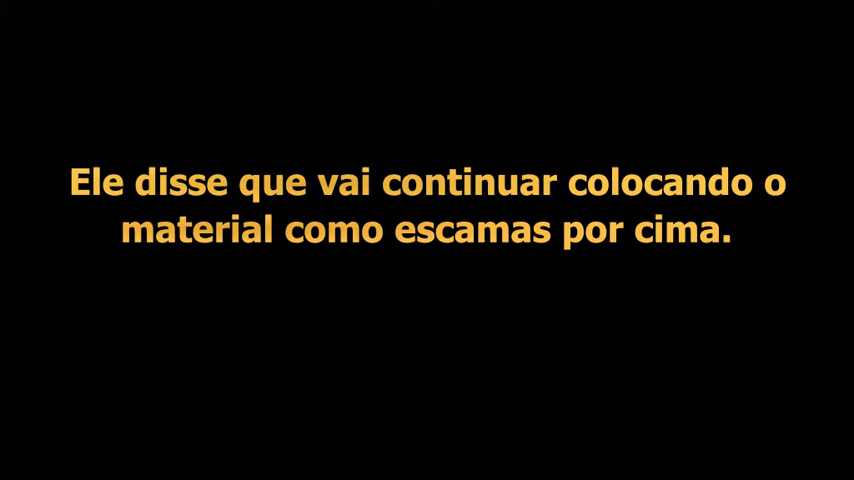 Ele disse que vai continuar colocando o
material como escamas por cima.